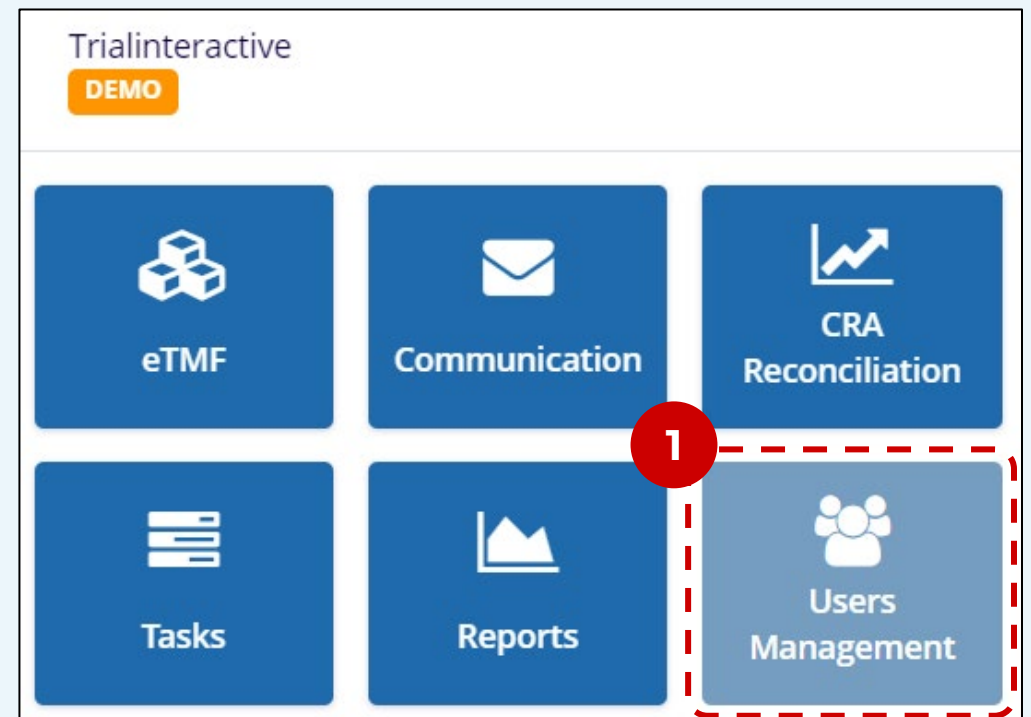 Trialinteractive
DEMO
eTMF
Communication
CRA
Reconciliation
1
Tasks
Reports
Users
Management